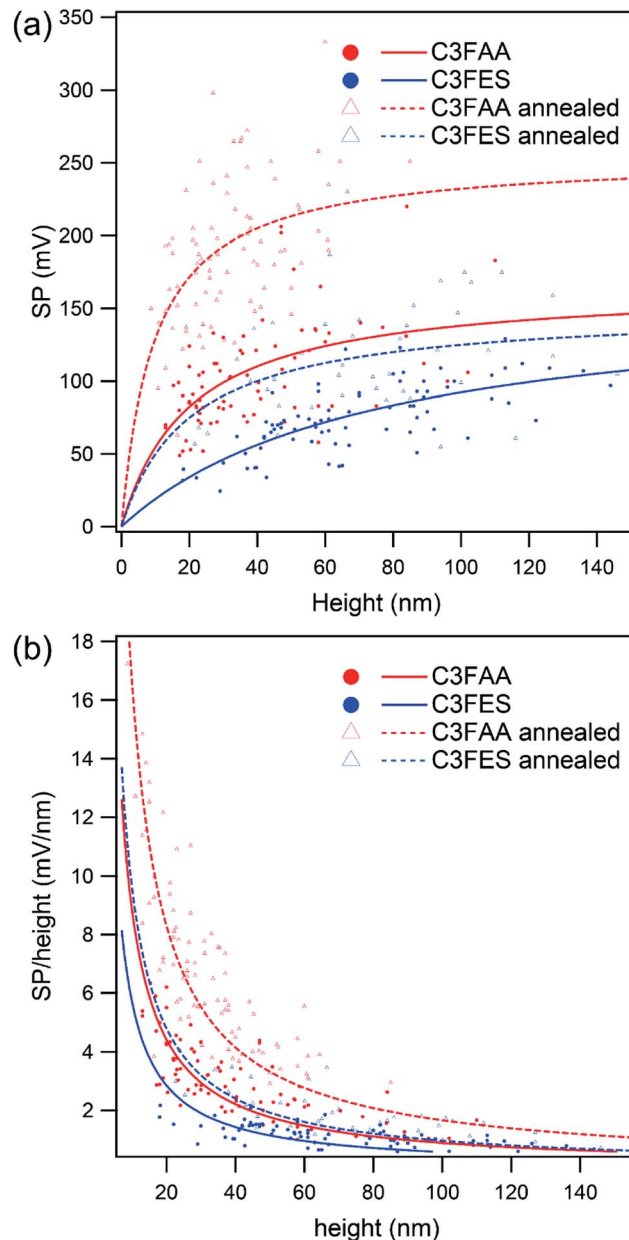 (a)
350
300
250
200
150
100
50
0
SP (mV)
C3FAA
C3FES
C3FAA annealed
C3FES annealed
0 20 40 60 80 100 120 140
Height (nm)
(b)
18
16
14
12
10
8
6
4
2
SP/height (mV/nm)
C3FAA
C3FES
C3FAA annealed
C3FES annealed
20 40 60 80 100 120 140
height (nm)